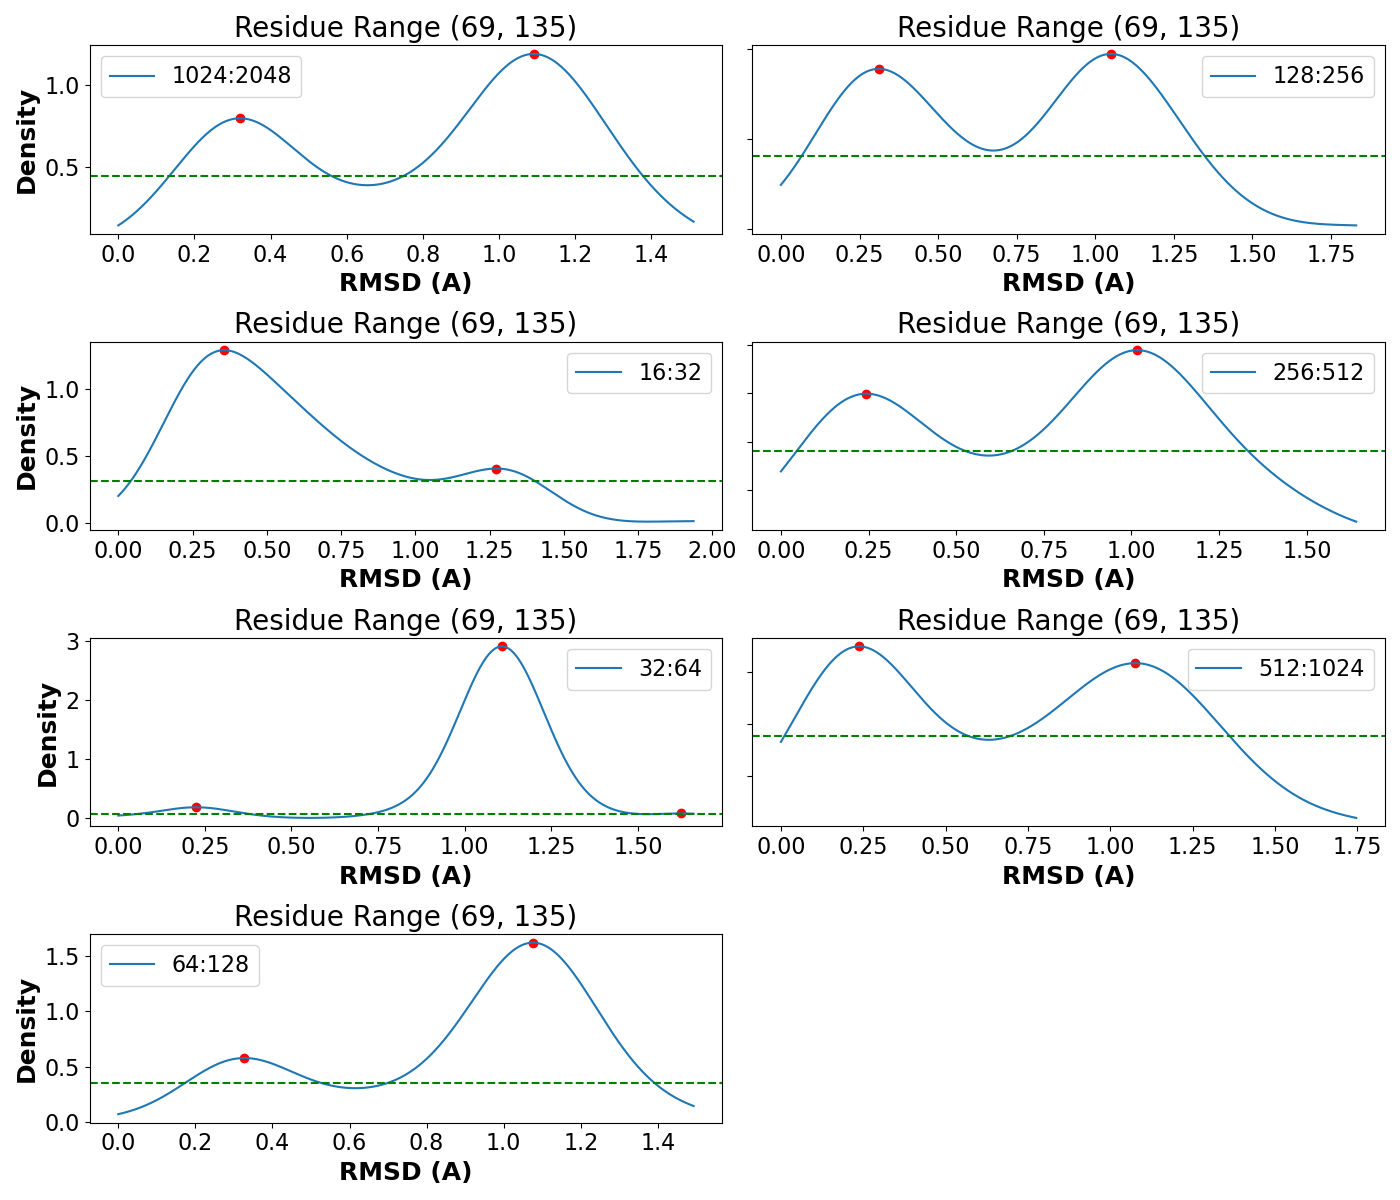 Residue Range (69, 135)
1024:2048
Density
1.0
0.5
0.0 0.2 0.4 0.6 0.8 1.0 1.2 1.4
RMSD (A)
Residue Range (69, 135)
128:256
0.00 0.25 0.50 0.75 1.00 1.25 1.50 1.75
RMSD (A)
Residue Range (69, 135)
16:32
Density
1.0
0.5
0.0
0.00 0.25 0.50 0.75 1.00 1.25 1.50 1.75 2.00
RMSD (A)
Residue Range (69, 135)
256:512
0.00 0.25 0.50 0.75 1.00 1.25 1.50
RMSD (A)
Residue Range (69, 135)
32:64
Density
3
2
1
0
0.00 0.25 0.50 0.75 1.00 1.25 1.50
RMSD (A)
Residue Range (69, 135)
512:1024
0.00 0.25 0.50 0.75 1.00 1.25 1.50 1.75
RMSD (A)
Residue Range (69, 135)
64:128
Density
1.5
1.0
0.5
0.0
0.0 0.2 0.4 0.6 0.8 1.0 1.2 1.4
RMSD (A)